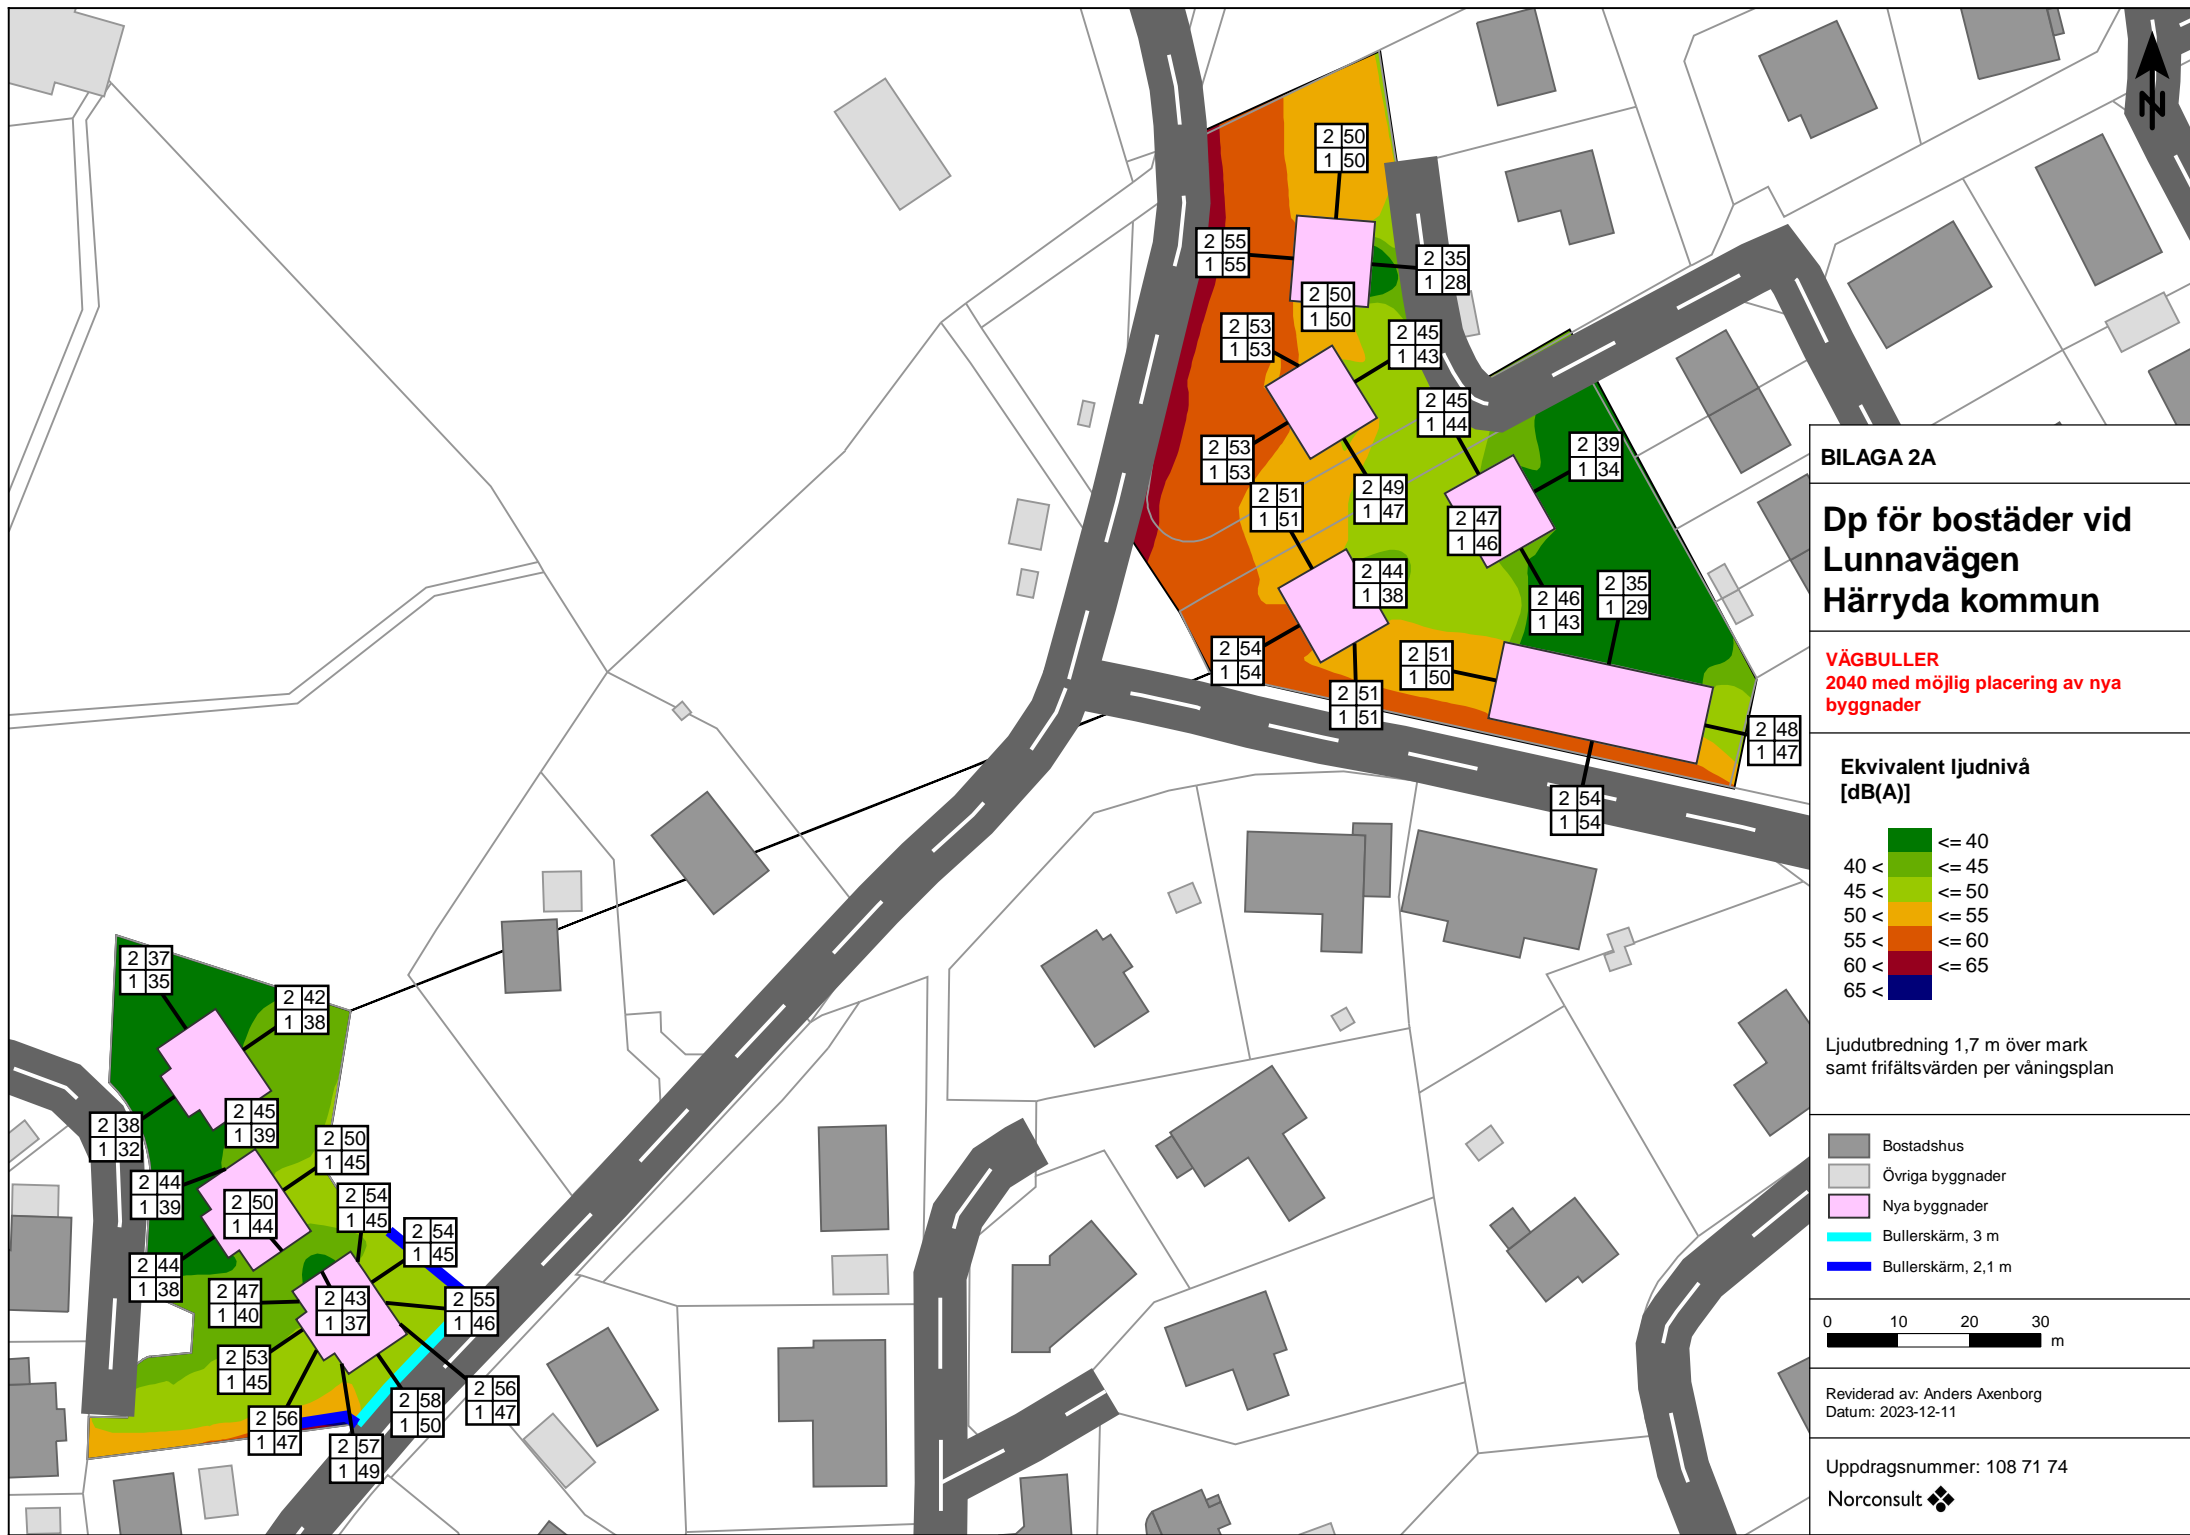 2 50
1 50
2 55
1 55
2 35
1 28
2 50
1 50
2 53
1 53
2 45
1 43
2 45
1 44
2 53
1 53
2 39
1 34
2 51
1 51
2 49
1 47
2 47
1 46
2 44
1 38
2 46
1 43
2 35
1 29
2 54
1 54
2 51
1 50
2 51
1 51
2 48
1 47
2 54
1 54
2 37
1 35
2 42
1 38
2 38
1 32
2 45
1 39
2 50
1 45
2 44
1 39
2 50
1 44
2 54
1 45
2 54
1 45
2 44
1 38
2 47
1 40
2 43
1 37
2 55
1 46
2 53
1 45
2 56
1 47
2 58
1 50
2 56
1 47
2 57
1 49
N
BILAGA 2A
Dp för bostäder vid
Lunnavägen
Härryda kommun
VÄGBULLER
2040 med möjlig placering av nya
byggnader
Ekvivalent ljudnivå
[dB(A)]
<= 40
40 < <= 45
45 < <= 50
50 < <= 55
55 < <= 60
60 < <= 65
65 <
Ljudutbredning 1,7 m över mark
samt frifältsvärden per våningsplan
Bostadshus
Övriga byggnader
Nya byggnader
Bullerskärm, 3 m
Bullerskärm, 2,1 m
0 10 20 30
m
Reviderad av: Anders Axenborg
Datum: 2023-12-11
Uppdragsnummer: 108 71 74
Norconsult